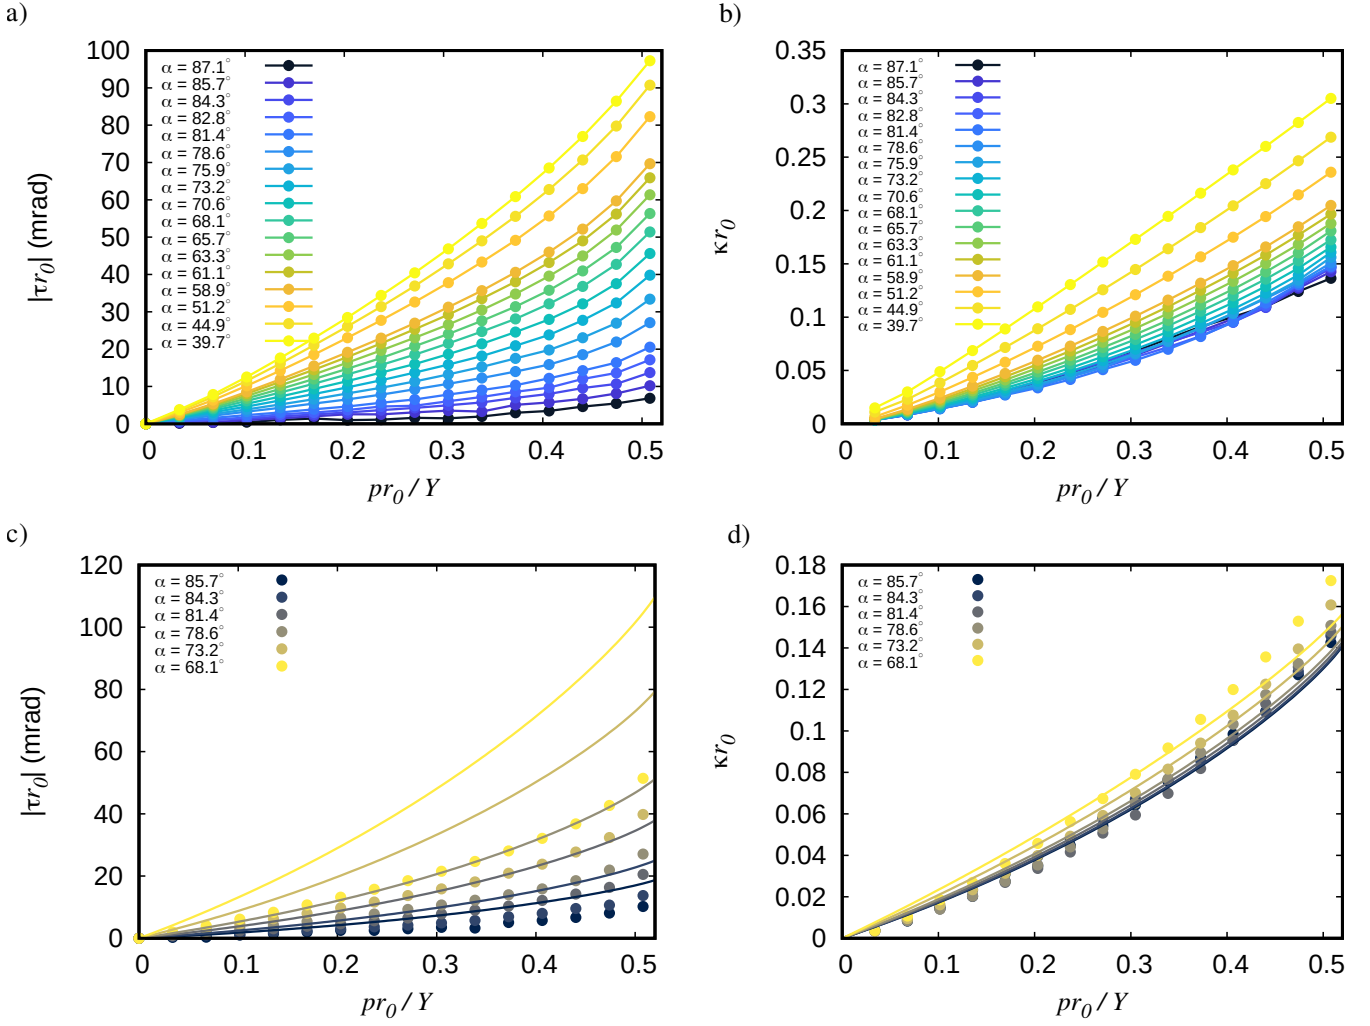 a)
100
90
80
70
60
50
40
30
20
10
0
|τr0| (mrad)
α = 87.1°
α = 85.7°
α = 84.3°
α = 82.8°
α = 81.4°
α = 78.6°
α = 75.9°
α = 73.2°
α = 70.6°
α = 68.1°
α = 65.7°
α = 63.3°
α = 61.1°
α = 58.9°
α = 51.2°
α = 44.9°
α = 39.7°
0 0.1 0.2 0.3 0.4 0.5
pr0 / Y
b)
0.35
0.3
0.25
0.2
0.15
0.1
0.05
0
κr0
α = 87.1°
α = 85.7°
α = 84.3°
α = 82.8°
α = 81.4°
α = 78.6°
α = 75.9°
α = 73.2°
α = 70.6°
α = 68.1°
α = 65.7°
α = 63.3°
α = 61.1°
α = 58.9°
α = 51.2°
α = 44.9°
α = 39.7°
0 0.1 0.2 0.3 0.4 0.5
pr0 / Y
c)
120
100
80
60
40
20
0
|τr0| (mrad)
α = 85.7°
α = 84.3°
α = 81.4°
α = 78.6°
α = 73.2°
α = 68.1°
0 0.1 0.2 0.3 0.4 0.5
pr0 / Y
d)
0.18
0.16
0.14
0.12
0.1
0.08
0.06
0.04
0.02
0
κr0
α = 85.7°
α = 84.3°
α = 81.4°
α = 78.6°
α = 73.2°
α = 68.1°
0 0.1 0.2 0.3 0.4 0.5
pr0 / Y